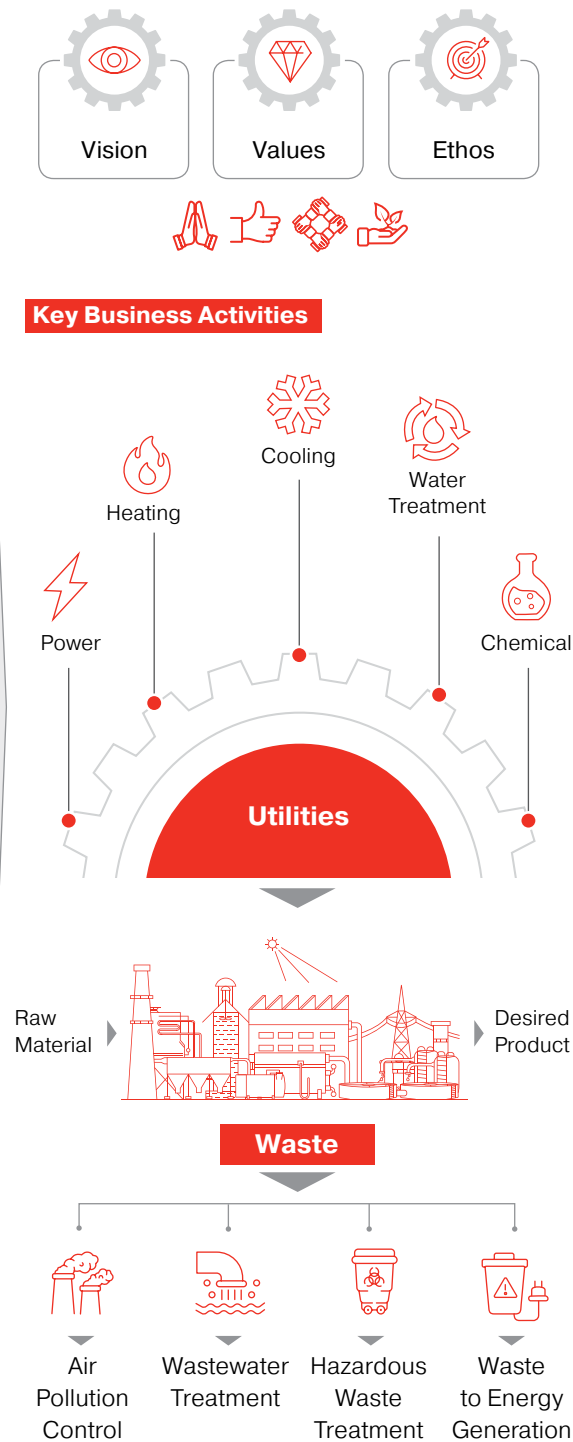 Vision
Values
Ethos
Key Business Activities
Cooling
Water
Treatment
Heating
Power
Chemical
Utilities
Raw
Material
Desired
Product
Waste
Air
Pollution
Control
Wastewater
Treatment
Hazardous
Waste
Treatment
Waste
to Energy
Generation